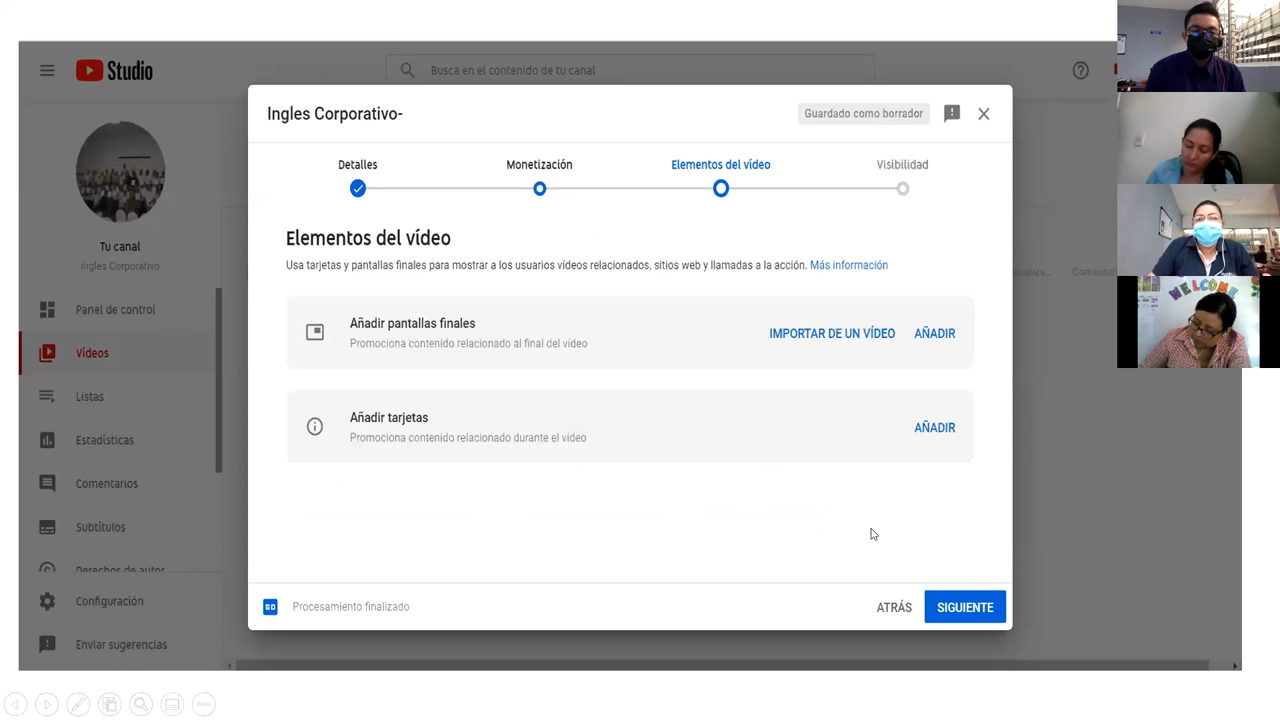 Studio
Busca en el contenido de tu canal
Ingles Corporativo-
Guardado como borrador
Detalles
Monetización
Elementos del vídeo
Visibilidad
Elementos del vídeo
Usa tarjetas y pantallas finales para mostrar a los usuarios vídeos relacionados, sitios web y llamadas a la acción. Más información
Añadir pantallas finales
Promociona contenido relacionado al final del vídeo
IMPORTAR DE UN VÍDEO
AÑADIR
Añadir tarjetas
Promociona contenido relacionado durante el vídeo
AÑADIR
SD
Procesamiento finalizado
ATRÁS
SIGUIENTE
Tu canal
Ingles Corporativo
Panel de control
Vídeos
Listas
Estadísticas
Comentarios
Subtítulos
Derechos de autor
Configuración
Enviar sugerencias
WELCOME